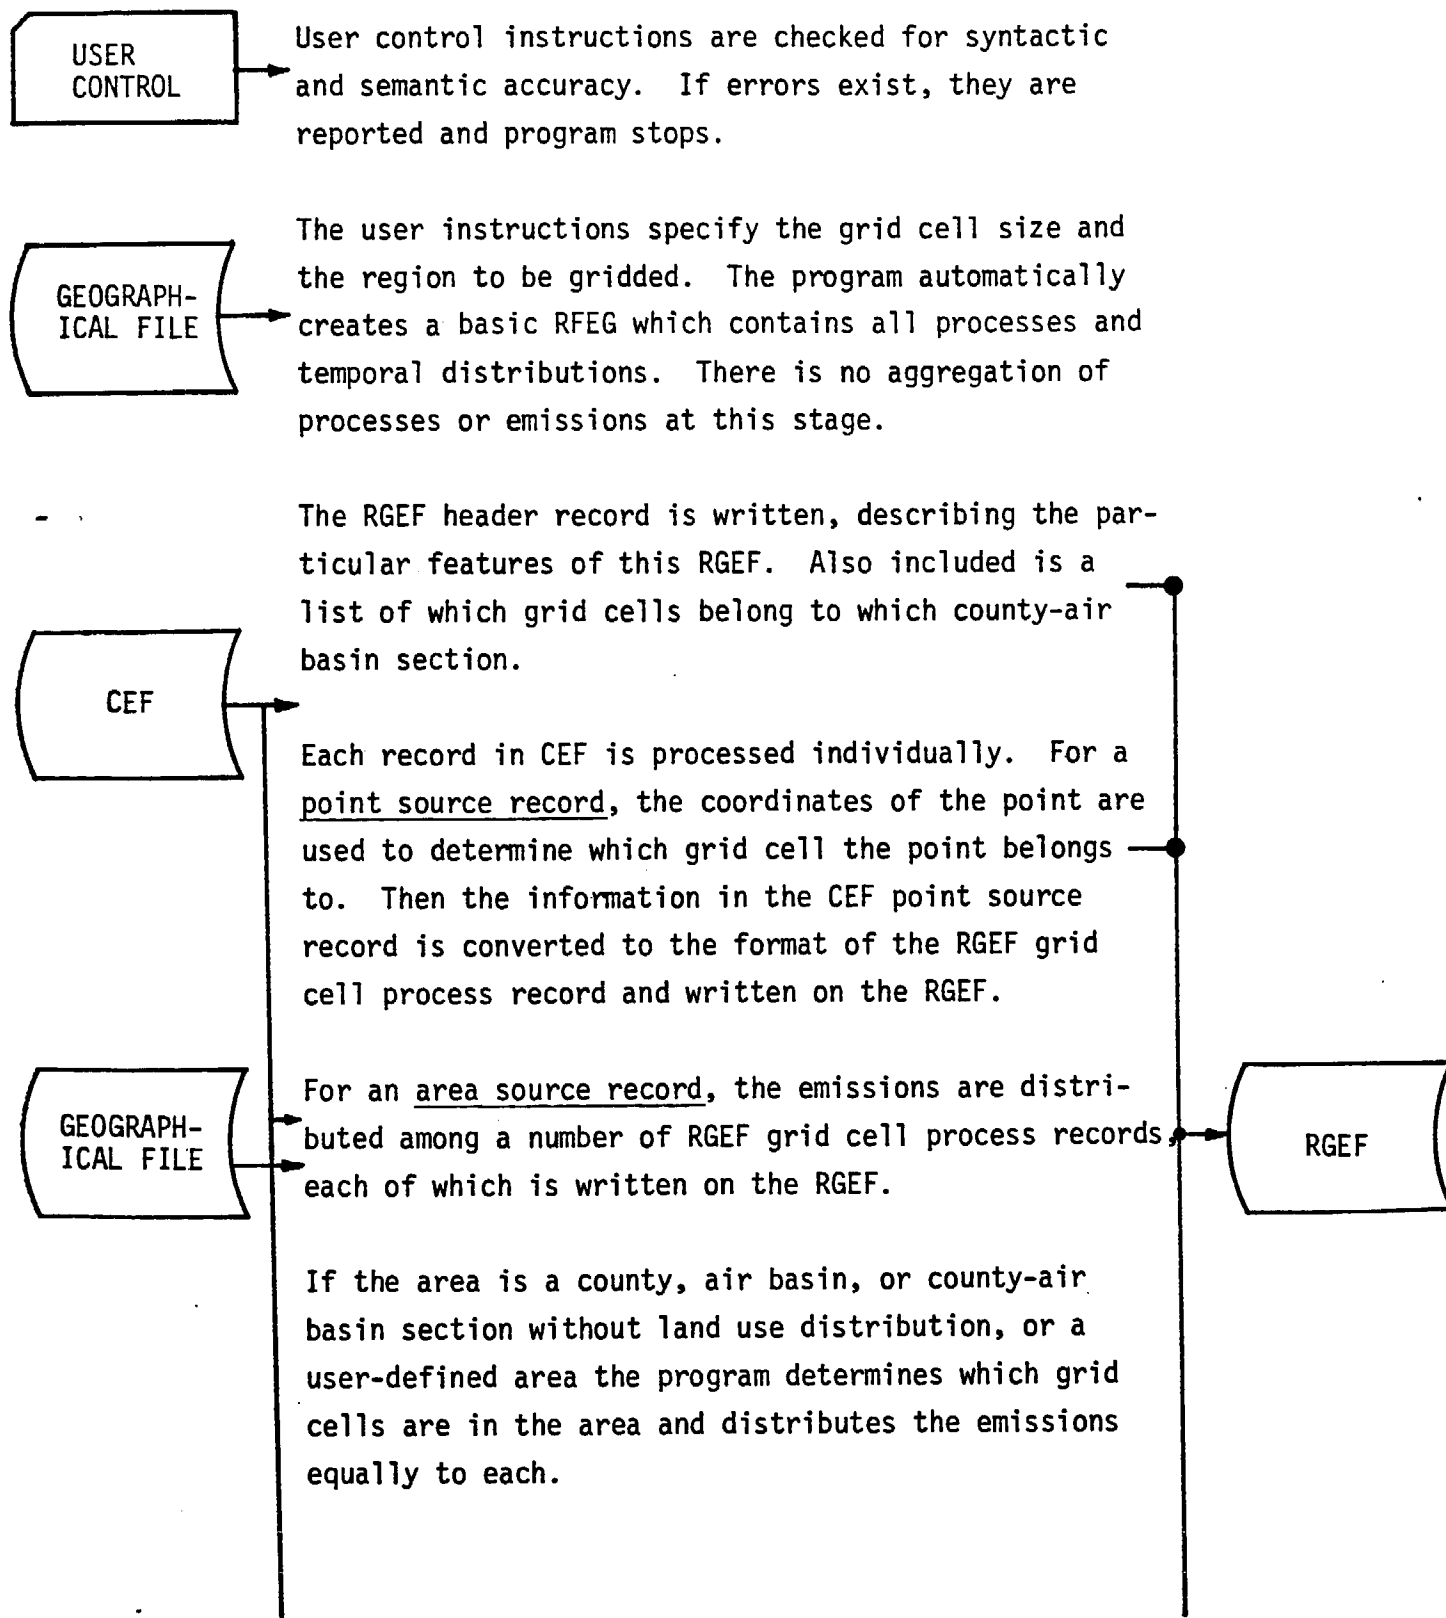 USER
CONTROL
User control instructions are checked for syntactic
and semantic accuracy. If errors exist, they are
reported and program stops.
GEOGRAPH-
ICAL FILE
The user instructions specify the grid cell size and
the region to be gridded. The program automatically
creates a basic RFEG which contains all processes and
temporal distributions. There is no aggregation of
processes or emissions at this stage.
The RGEF header record is written, describing the par-
ticular features of this RGEF. Also included is a
list of which grid cells belong to which county-air
basin section.
CEF
Each record in CEF is processed individually. For a
point source record, the coordinates of the point are
used to determine which grid cell the point belongs
to. Then the information in the CEF point source
record is converted to the format of the RGEF grid
cell process record and written on the RGEF.
GEOGRAPH-
ICAL FILE
For an area source record, the emissions are distri-
buted among a number of RGEF grid cell process records,
each of which is written on the RGEF.
RGEF
If the area is a county, air basin, or county-air
basin section without land use distribution, or a
user-defined area the program determines which grid
cells are in the area and distributes the emissions
equally to each.